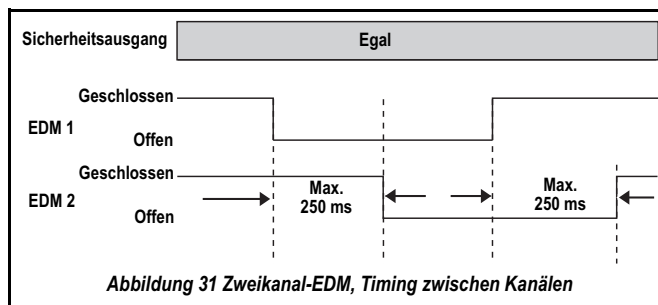 Sicherheitsausgang Egal
Geschlossen
EDM 1
Offen
Geschlossen
EDM 2
Max.
250 ms
Max.
250 ms
Offen
Abbildung 31 Zweikanal-EDM, Timing zwischen Kanälen